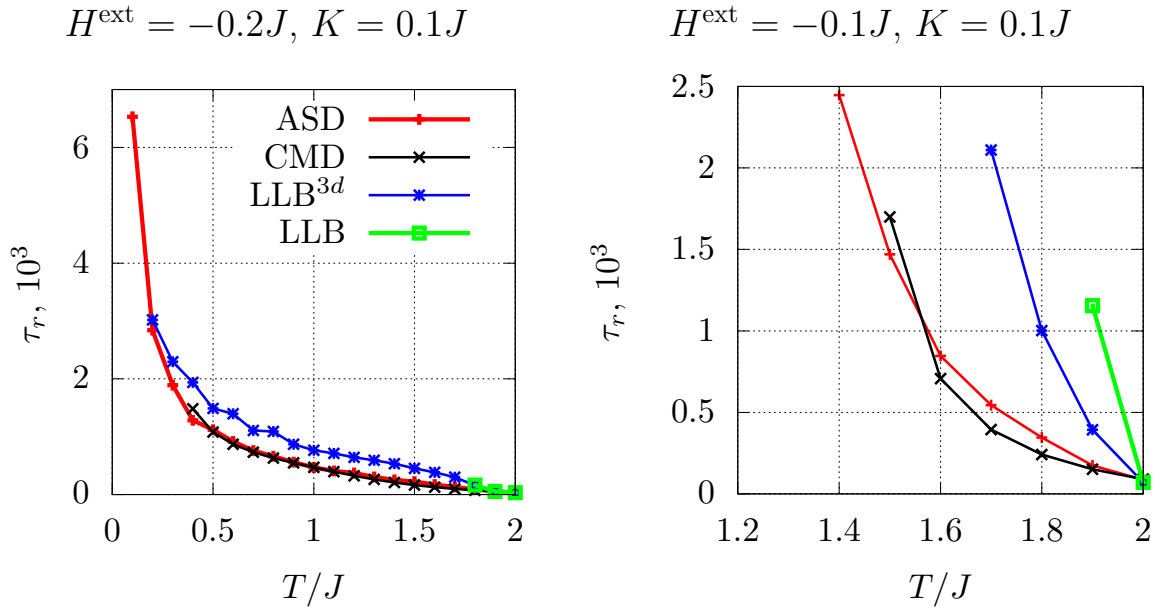 H^ext = −0.2J, K = 0.1J
τ_r, 10^3
6
4
2
0
ASD
CMD
LLB^3d
LLB
0 0.5 1 1.5 2
T/J
H^ext = −0.1J, K = 0.1J
τ_r, 10^3
2.5
2
1.5
1
0.5
0
1.2 1.4 1.6 1.8 2
T/J